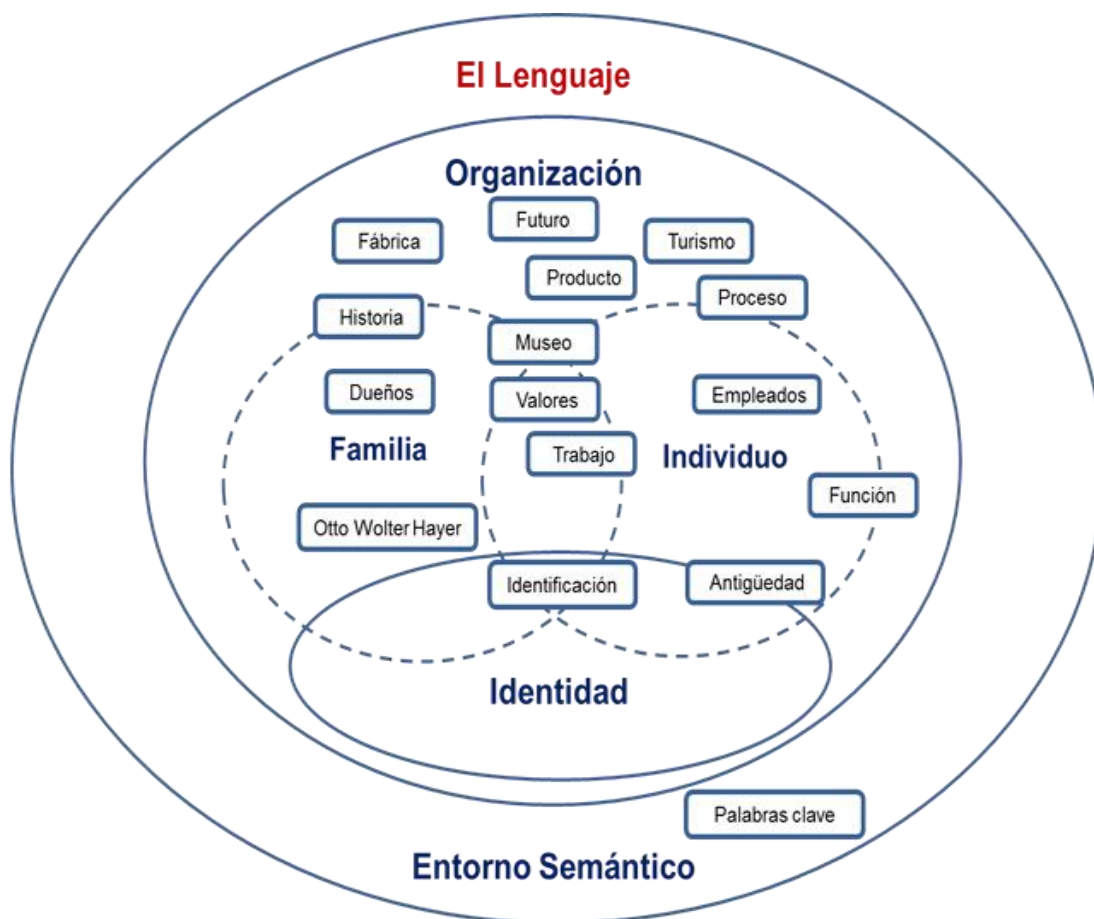 El Lenguaje
Organización
Futuro
Fábrica
Turismo
Producto
Proceso
Historia
Museo
Dueños
Valores
Empleados
Familia
Trabajo
Individuo
Función
Otto Wolter Hayer
Identificación
Antigüedad
Identidad
Palabras clave
Entorno Semántico